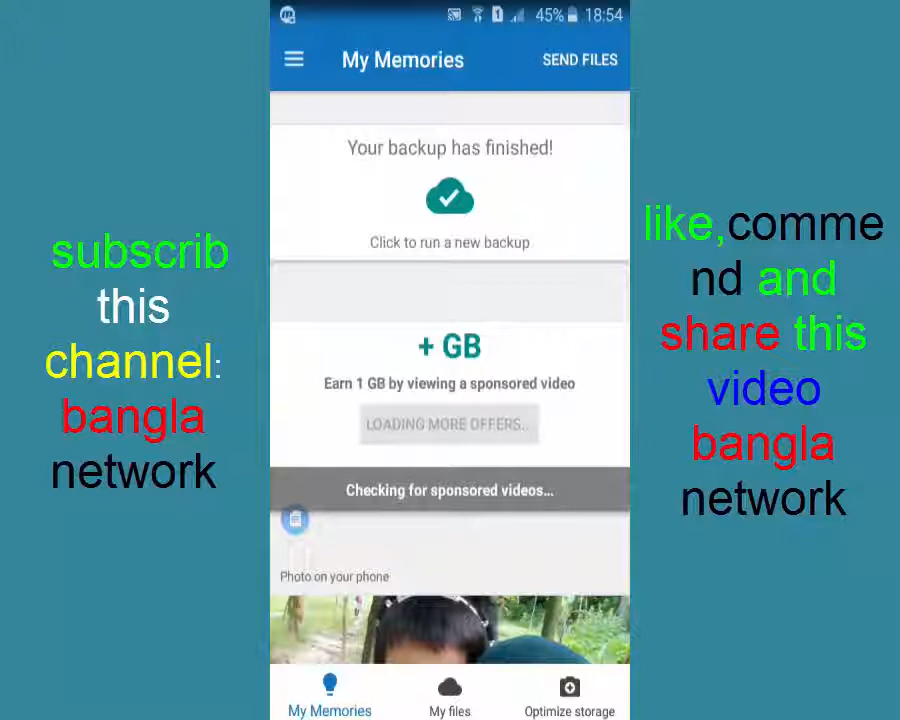 1 45% 18:54
My Memories SEND FILES
Your backup has finished!
Click to run a new backup
+ GB
Earn 1 GB by viewing a sponsored video
LOADING MORE OFFERS...
Checking for sponsored videos...
Photo on your phone
My Memories My files Optimize storage
subscrib
this
channel:
bangla
network
like,comme
nd and
share this
video
bangla
network